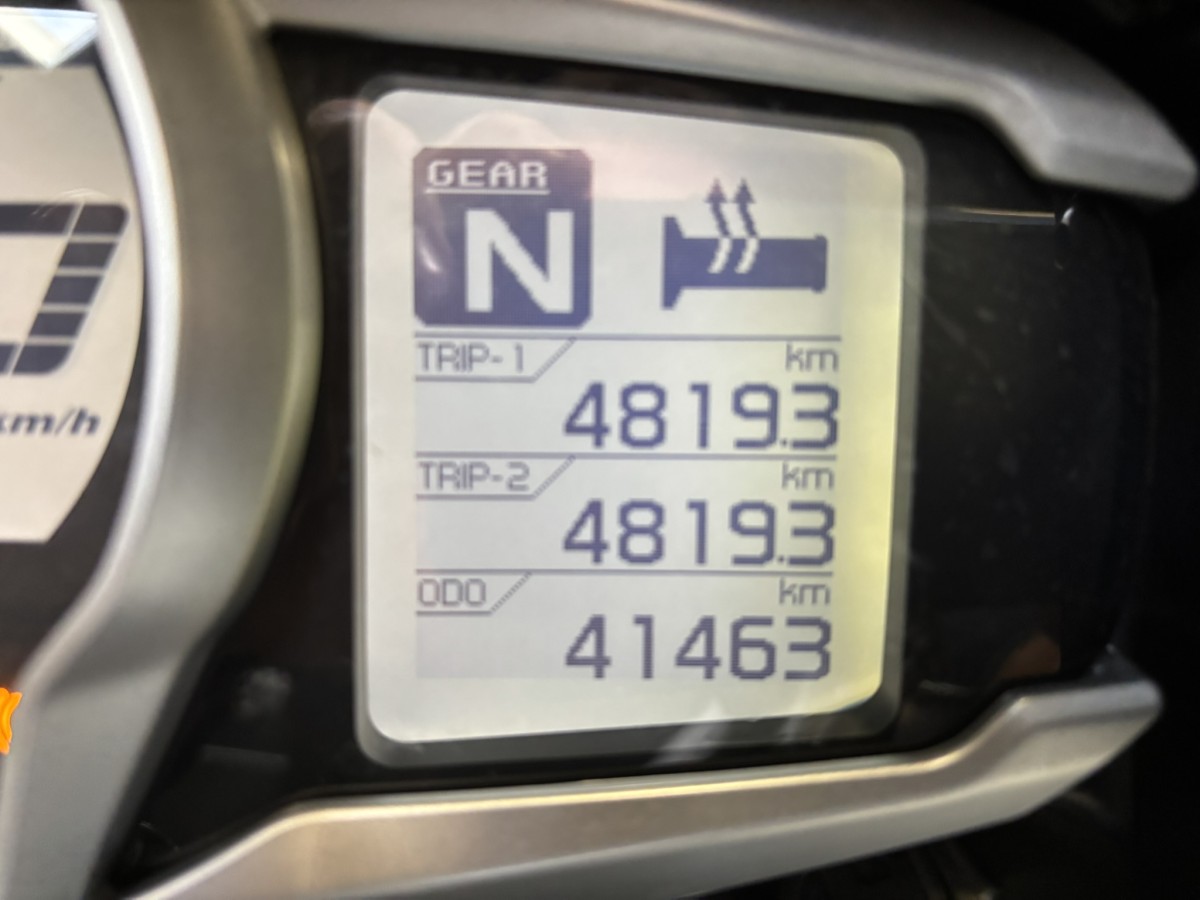 GEAR
N
TRIP-1 km
4819.3
TRIP-2 km
4819.3
ODO km
41463
km/h